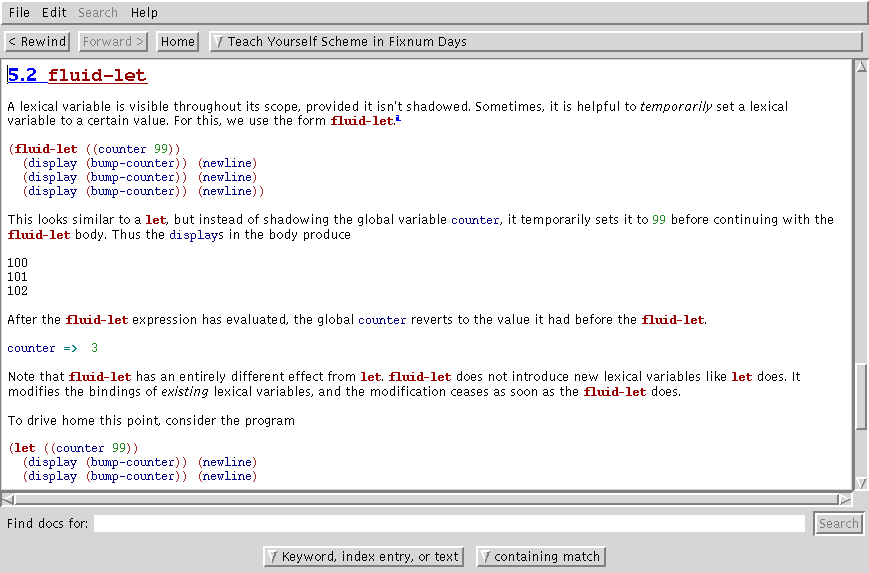 File Edit Search Help
< Rewind Forward > Home Teach Yourself Scheme in Fixnum Days
5.2 fluid-let
A lexical variable is visible throughout its scope, provided it isn't shadowed. Sometimes, it is helpful to temporarily set a lexical
variable to a certain value. For this, we use the form fluid-let.
(fluid-let ((counter 99))
  (display (bump-counter)) (newline)
  (display (bump-counter)) (newline)
  (display (bump-counter)) (newline))
This looks similar to a let, but instead of shadowing the global variable counter, it temporarily sets it to 99 before continuing with the
fluid-let body. Thus the displays in the body produce
100
101
102
After the fluid-let expression has evaluated, the global counter reverts to the value it had before the fluid-let.
counter =>  3
Note that fluid-let has an entirely different effect from let. fluid-let does not introduce new lexical variables like let does. It
modifies the bindings of existing lexical variables, and the modification ceases as soon as the fluid-let does.
To drive home this point, consider the program
(let ((counter 99))
  (display (bump-counter)) (newline)
  (display (bump-counter)) (newline)
Find docs for: Search
Keyword, index entry, or text containing match